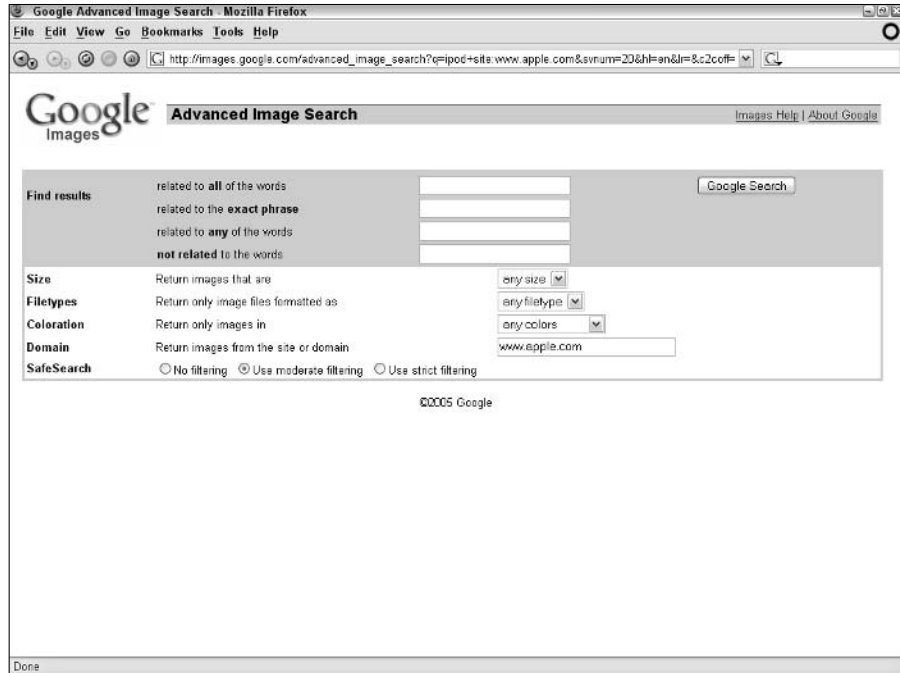 Google Advanced Image Search - Mozilla Firefox
File Edit View Go Bookmarks Tools Help
http://images.google.com/advanced_image_search?q=ipod+site:www.apple.com&svnum=20&hl=en&lr=&c2coff=
Google Images
Advanced Image Search
Images Help | About Google
Find results
related to all of the words
Google Search
related to the exact phrase
related to any of the words
not related to the words
Size Return images that are any size
Filetypes Return only image files formatted as any filetype
Coloration Return only images in any colors
Domain Return images from the site or domain www.apple.com
SafeSearch No filtering Use moderate filtering Use strict filtering
©2005 Google
Done